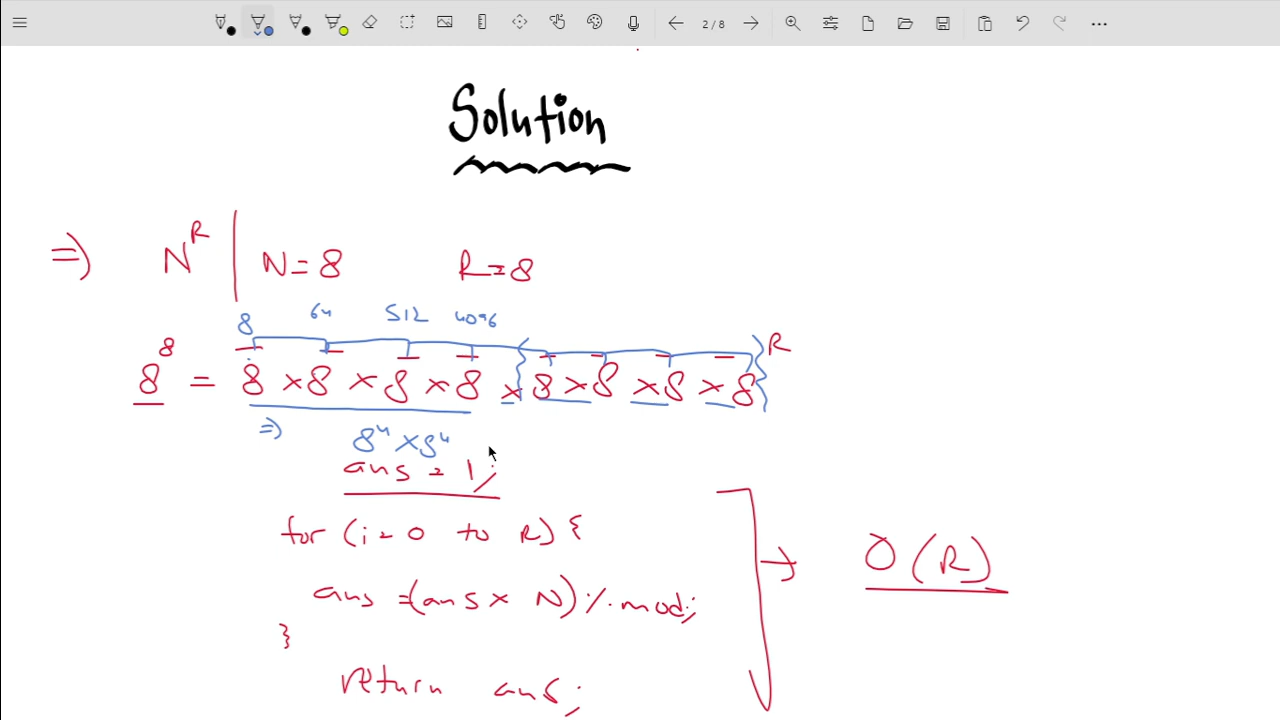 2/8
Solution
=) N^R | N = 8 R = 8
8 64 512 4096
8^8 = 8 × 8 × 8 × 8 × { 8 × 8 × 8 × 8 } R
=) 8^4 × 8^4
ans = 1;
for (i = 0 to R) {
ans = (ans × N) % mod;
}
return ans;
→ O(R)